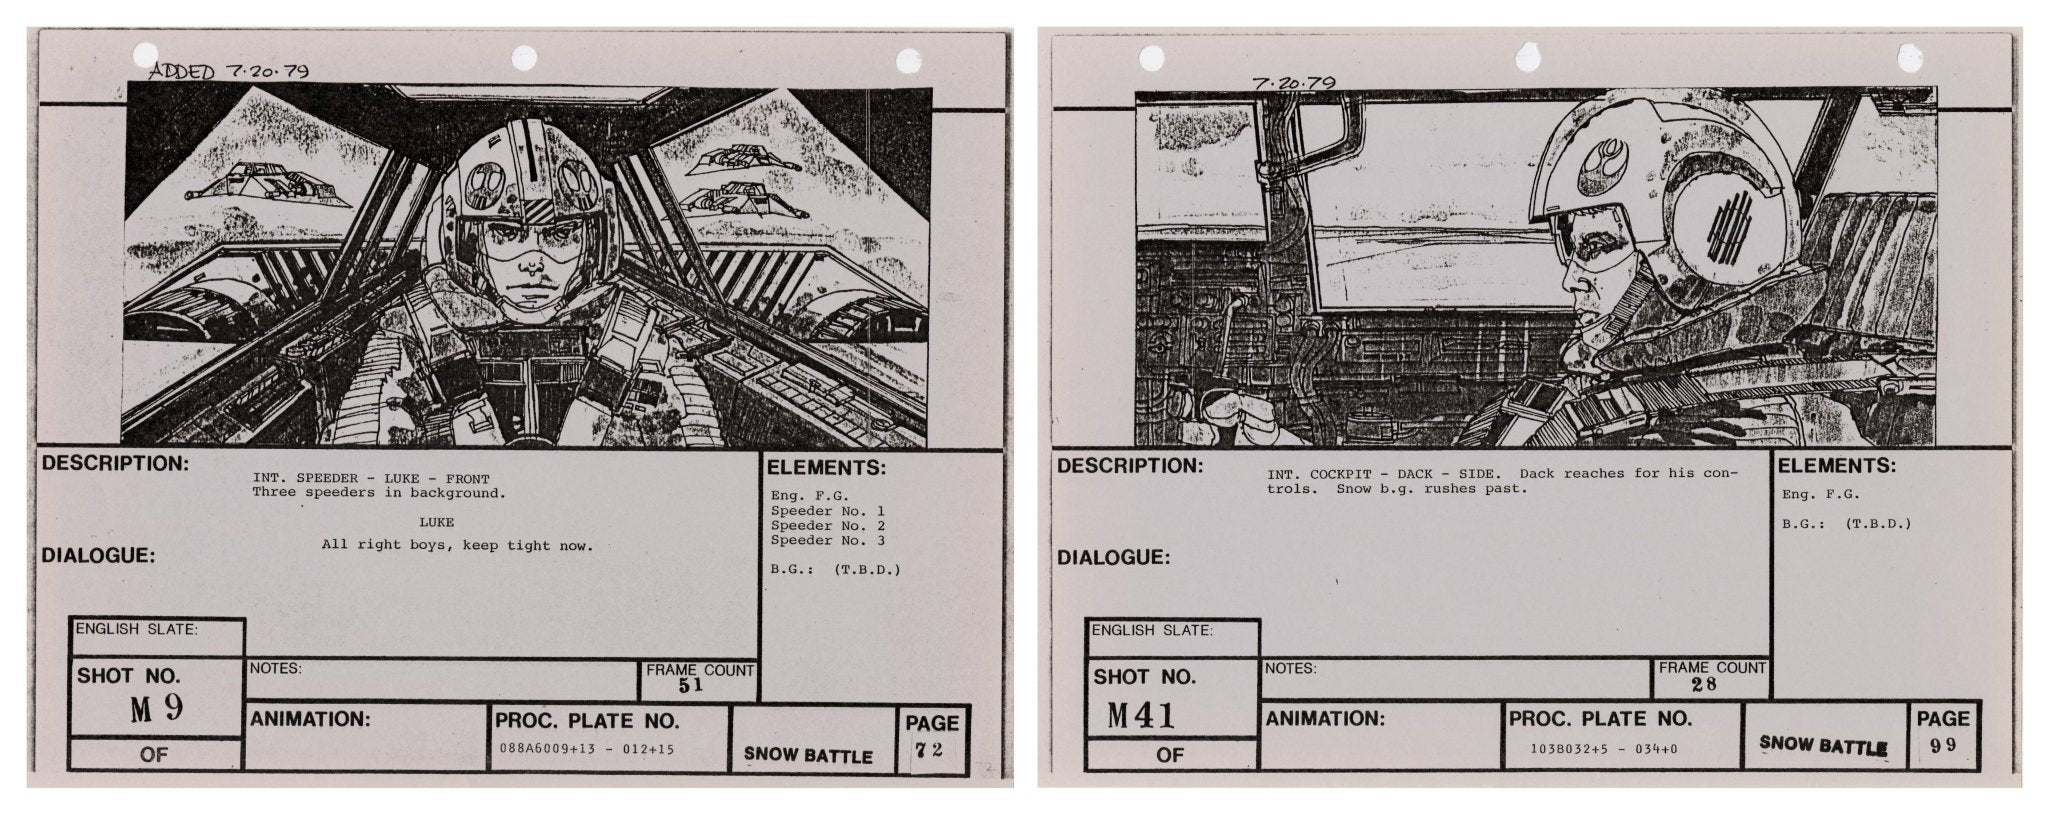 ADDED 7·20·79
DESCRIPTION:
INT. SPEEDER - LUKE - FRONT
Three speeders in background.
LUKE
All right boys, keep tight now.
DIALOGUE:
ELEMENTS:
Eng. F.G.
Speeder No. 1
Speeder No. 2
Speeder No. 3
B.G.: (T.B.D.)
ENGLISH SLATE:
SHOT NO.
M 9
OF
NOTES:
FRAME COUNT
51
ANIMATION:
PROC. PLATE NO.
088A6009+13 - 012+15
SNOW BATTLE
PAGE
72
72
7·20·79
DESCRIPTION:
INT. COCKPIT - DACK - SIDE. Dack reaches for his con-
trols. Snow b.g. rushes past.
DIALOGUE:
ELEMENTS:
Eng. F.G.
B.G.: (T.B.D.)
ENGLISH SLATE:
SHOT NO.
M41
OF
NOTES:
FRAME COUNT
28
ANIMATION:
PROC. PLATE NO.
103B032+5 - 034+0
SNOW BATTLE
PAGE
99